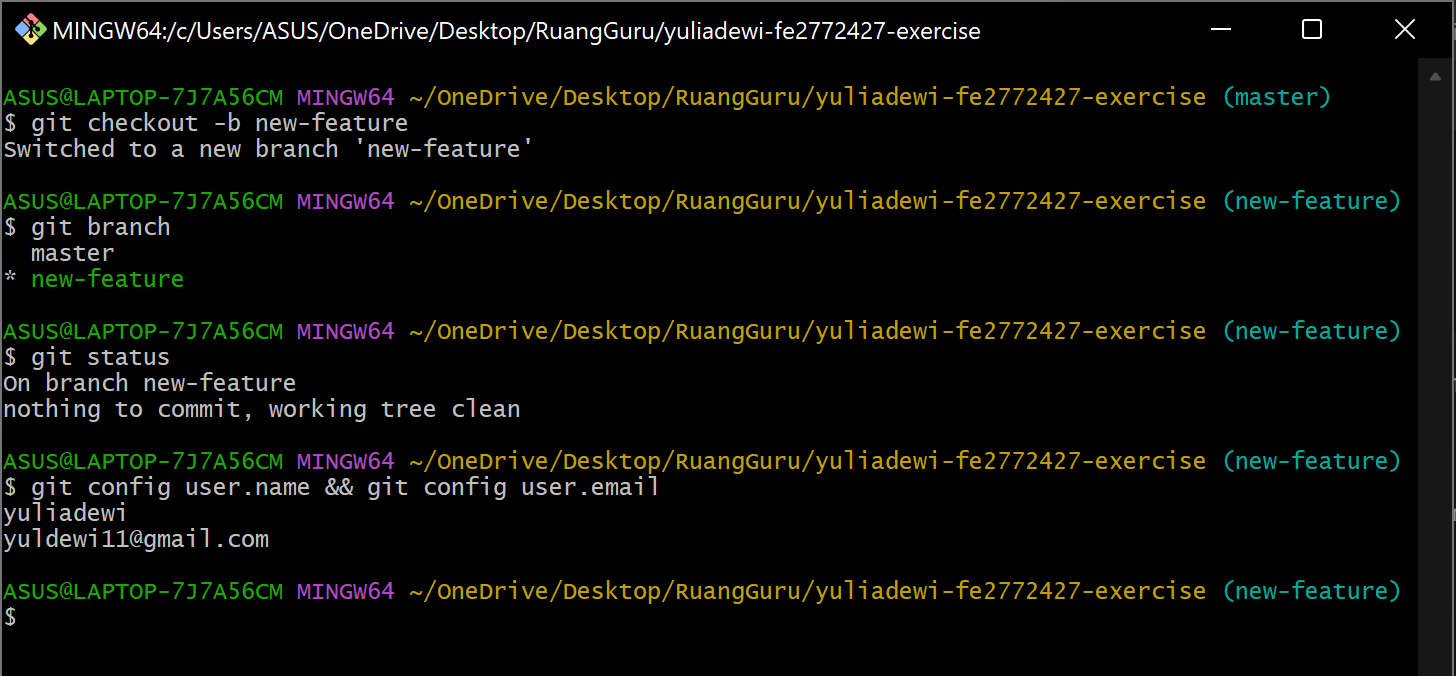 MINGW64:/c/Users/ASUS/OneDrive/Desktop/RuangGuru/yuliadewi-fe2772427-exercise
ASUS@LAPTOP-7J7A56CM MINGW64 ~/OneDrive/Desktop/RuangGuru/yuliadewi-fe2772427-exercise (master)
$ git checkout -b new-feature
Switched to a new branch 'new-feature'
ASUS@LAPTOP-7J7A56CM MINGW64 ~/OneDrive/Desktop/RuangGuru/yuliadewi-fe2772427-exercise (new-feature)
$ git branch
  master
* new-feature
ASUS@LAPTOP-7J7A56CM MINGW64 ~/OneDrive/Desktop/RuangGuru/yuliadewi-fe2772427-exercise (new-feature)
$ git status
On branch new-feature
nothing to commit, working tree clean
ASUS@LAPTOP-7J7A56CM MINGW64 ~/OneDrive/Desktop/RuangGuru/yuliadewi-fe2772427-exercise (new-feature)
$ git config user.name && git config user.email
yuliadewi
yuldewi11@gmail.com
ASUS@LAPTOP-7J7A56CM MINGW64 ~/OneDrive/Desktop/RuangGuru/yuliadewi-fe2772427-exercise (new-feature)
$